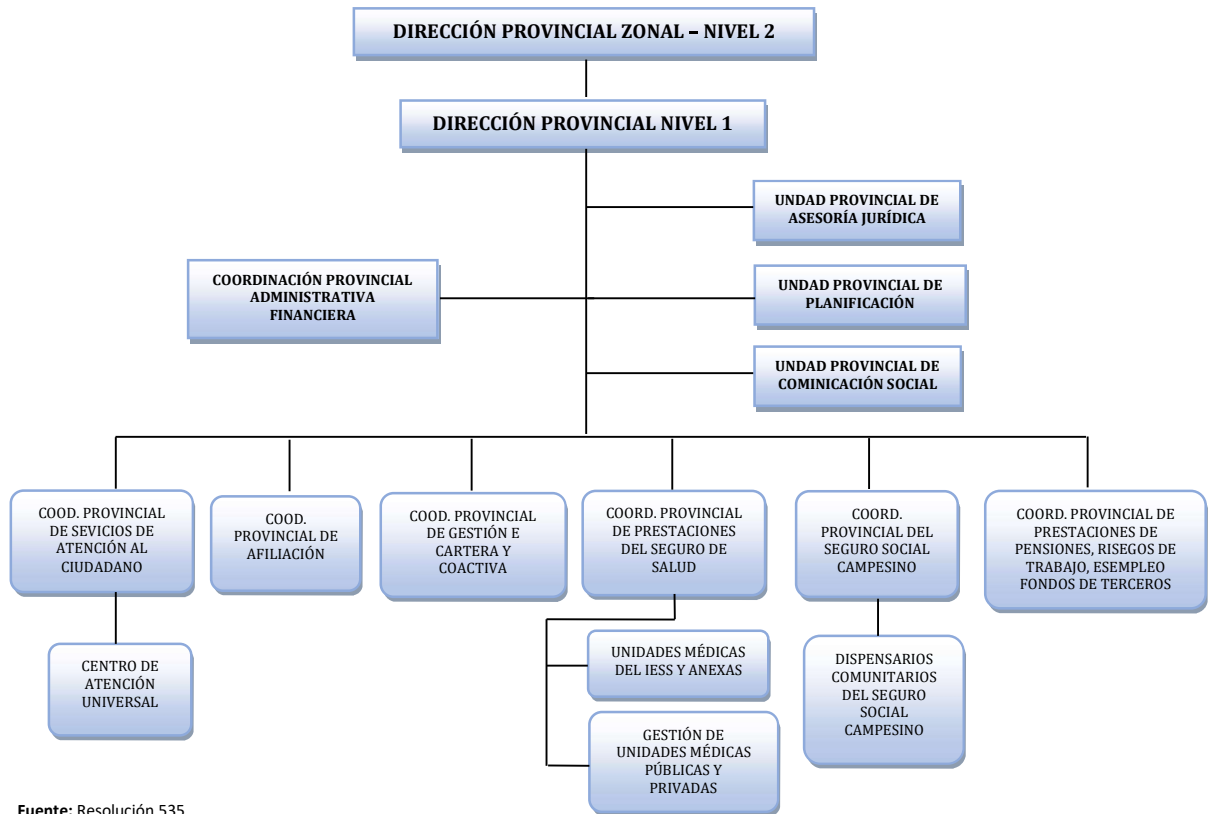 DIRECCIÓN PROVINCIAL ZONAL – NIVEL 2
DIRECCIÓN PROVINCIAL NIVEL 1
UNDAD PROVINCIAL DE
ASESORÍA JURÍDICA
COORDINACIÓN PROVINCIAL
ADMINISTRATIVA
FINANCIERA
UNDAD PROVINCIAL DE
PLANIFICACIÓN
UNDAD PROVINCIAL DE
COMINICACIÓN SOCIAL
COOD. PROVINCIAL
DE SEVICIOS DE
ATENCIÓN AL
CIUDADANO
COOD.
PROVINCIAL DE
AFILIACIÓN
COOD. PROVINCIAL
DE GESTIÓN E
CARTERA Y
COACTIVA
COORD. PROVINCIAL
DE PRESTACIONES
DEL SEGURO DE
SALUD
COORD.
PROVINCIAL DEL
SEGURO SOCIAL
CAMPESINO
COORD. PROVINCIAL DE
PRESTACIONES DE
PENSIONES, RISEGOS DE
TRABAJO, ESEMPLEO
FONDOS DE TERCEROS
CENTRO DE
ATENCIÓN
UNIVERSAL
UNIDADES MÉDICAS
DEL IESS Y ANEXAS
GESTIÓN DE
UNIDADES MÉDICAS
PÚBLICAS Y
PRIVADAS
DISPENSARIOS
COMUNITARIOS
DEL SEGURO
SOCIAL
CAMPESINO
Fuente: Resolución 535